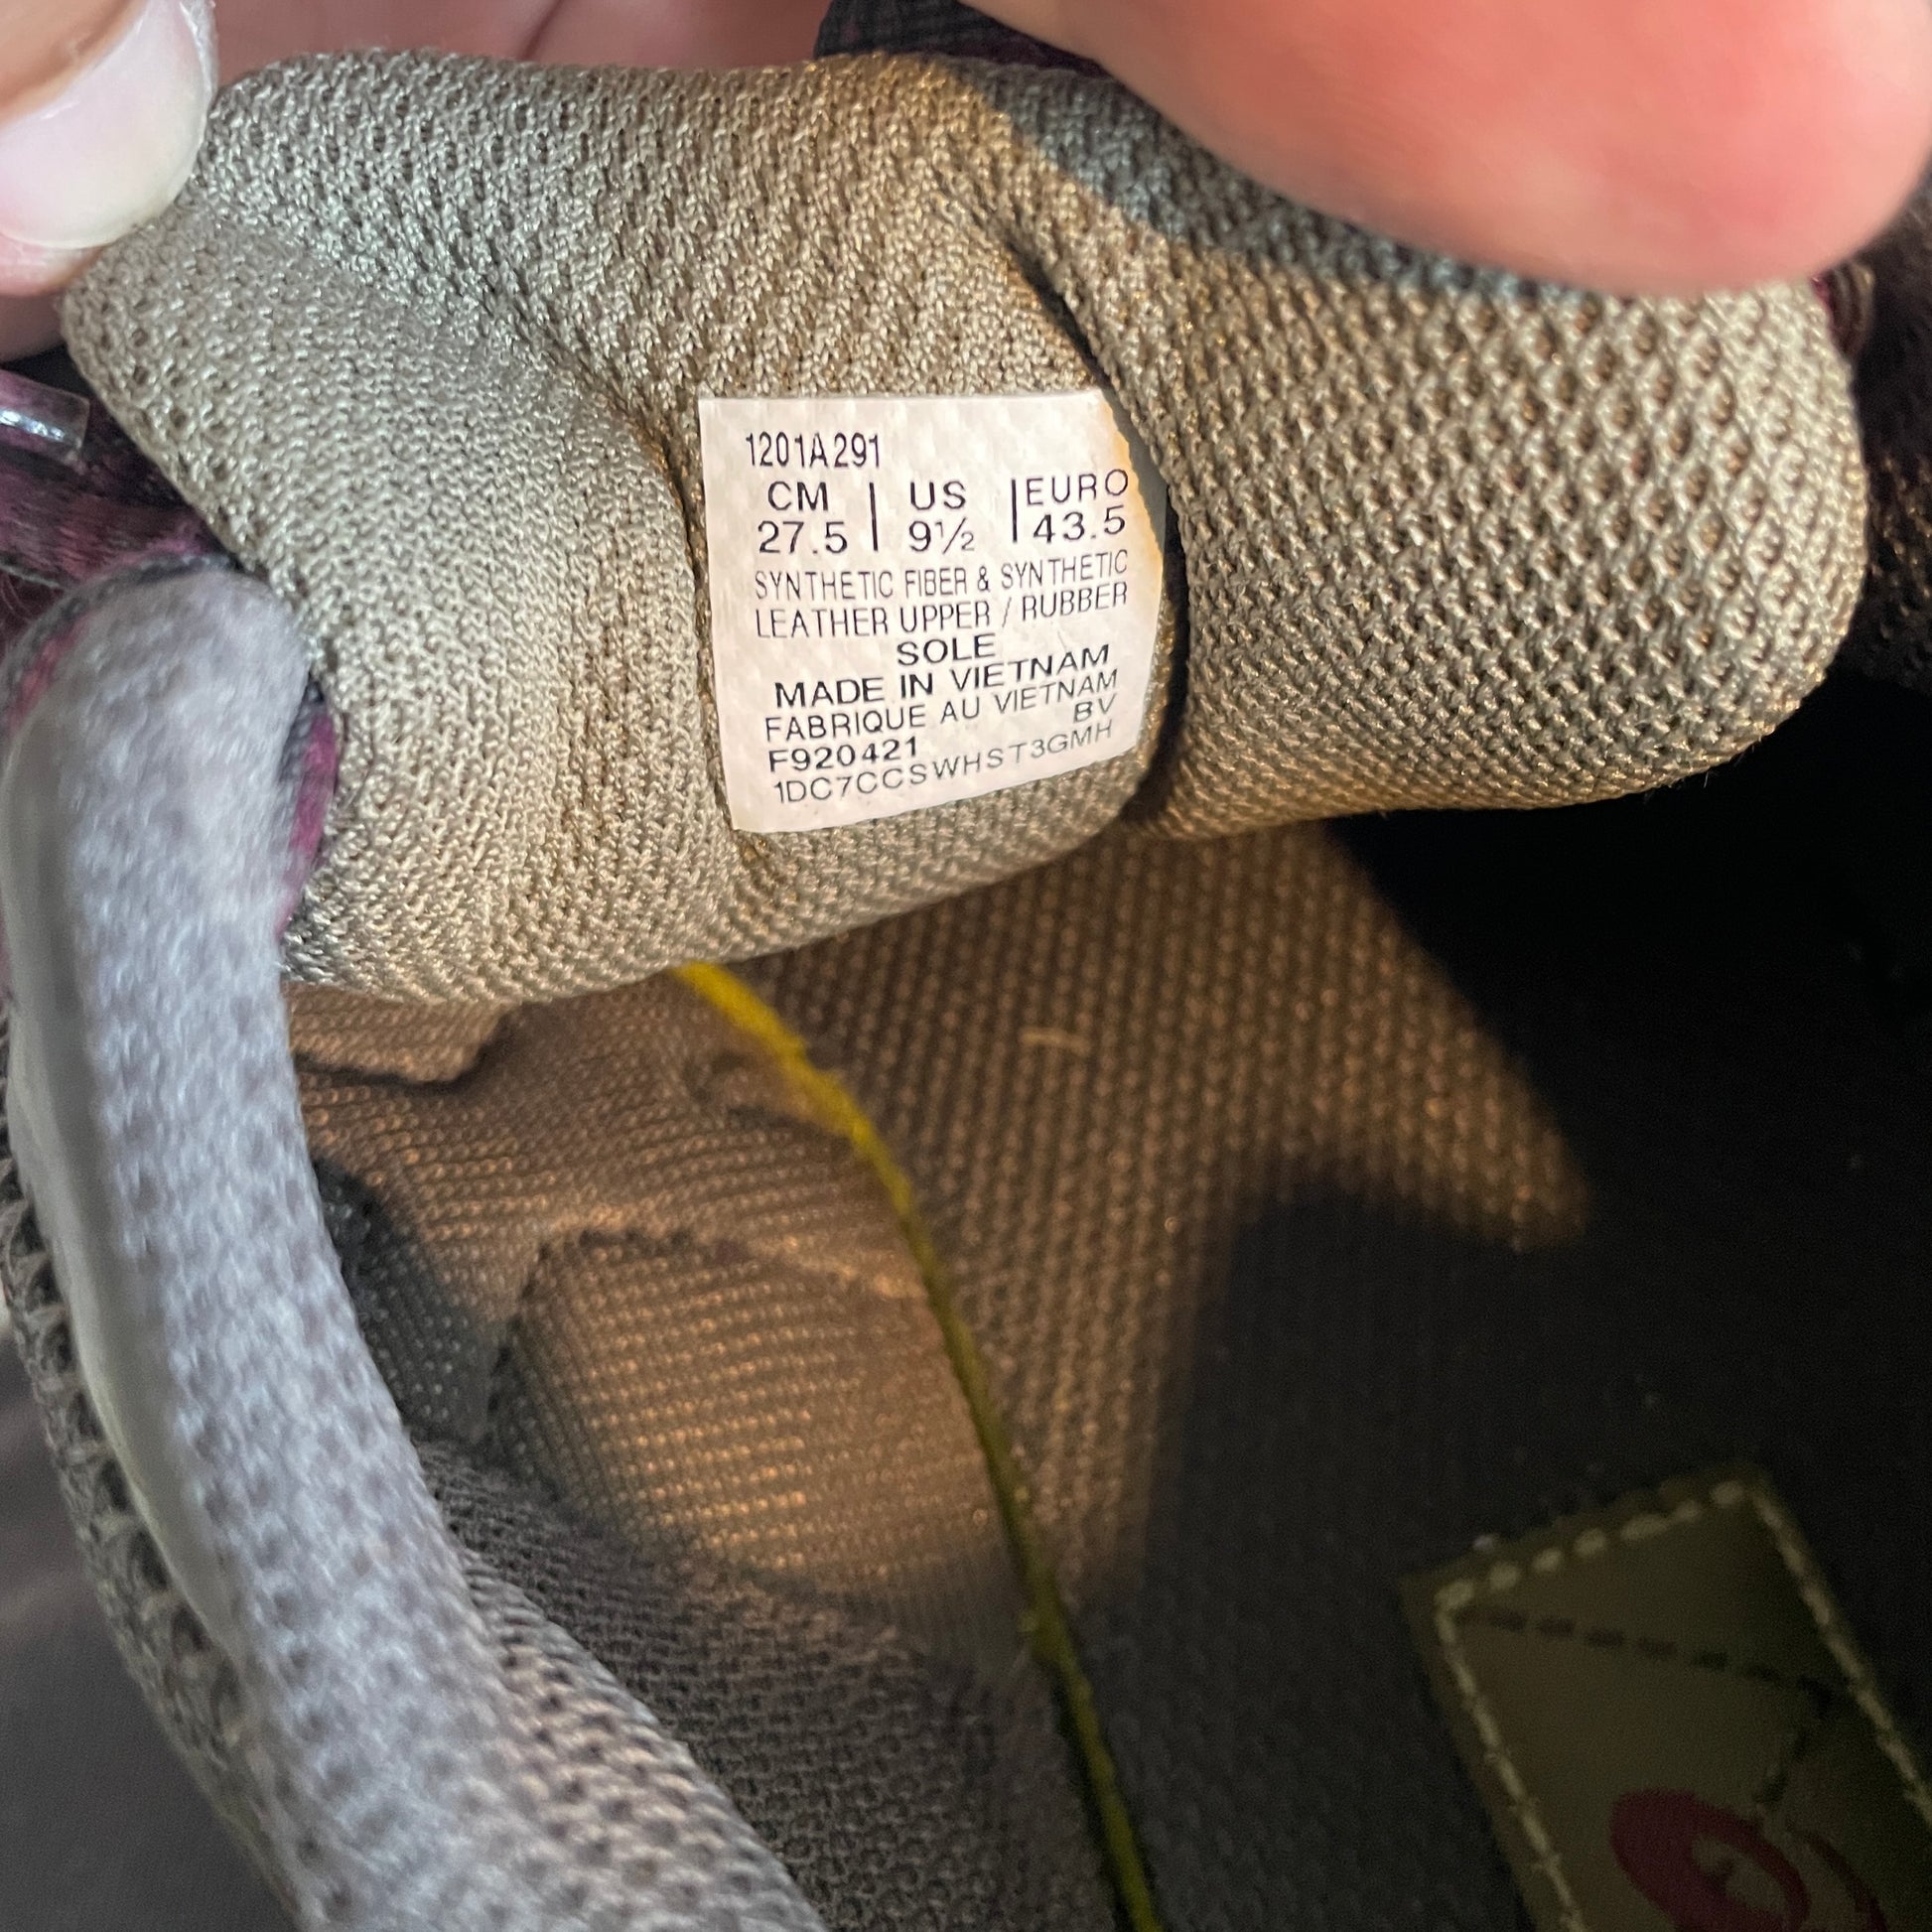 1201A291
CM | US | EURO
27.5 | 9½ | 43.5
SYNTHETIC FIBER & SYNTHETIC
LEATHER UPPER / RUBBER
SOLE
MADE IN VIETNAM
FABRIQUE AU VIETNAM
BV
F920421
1DC7CCSWHST3GMH